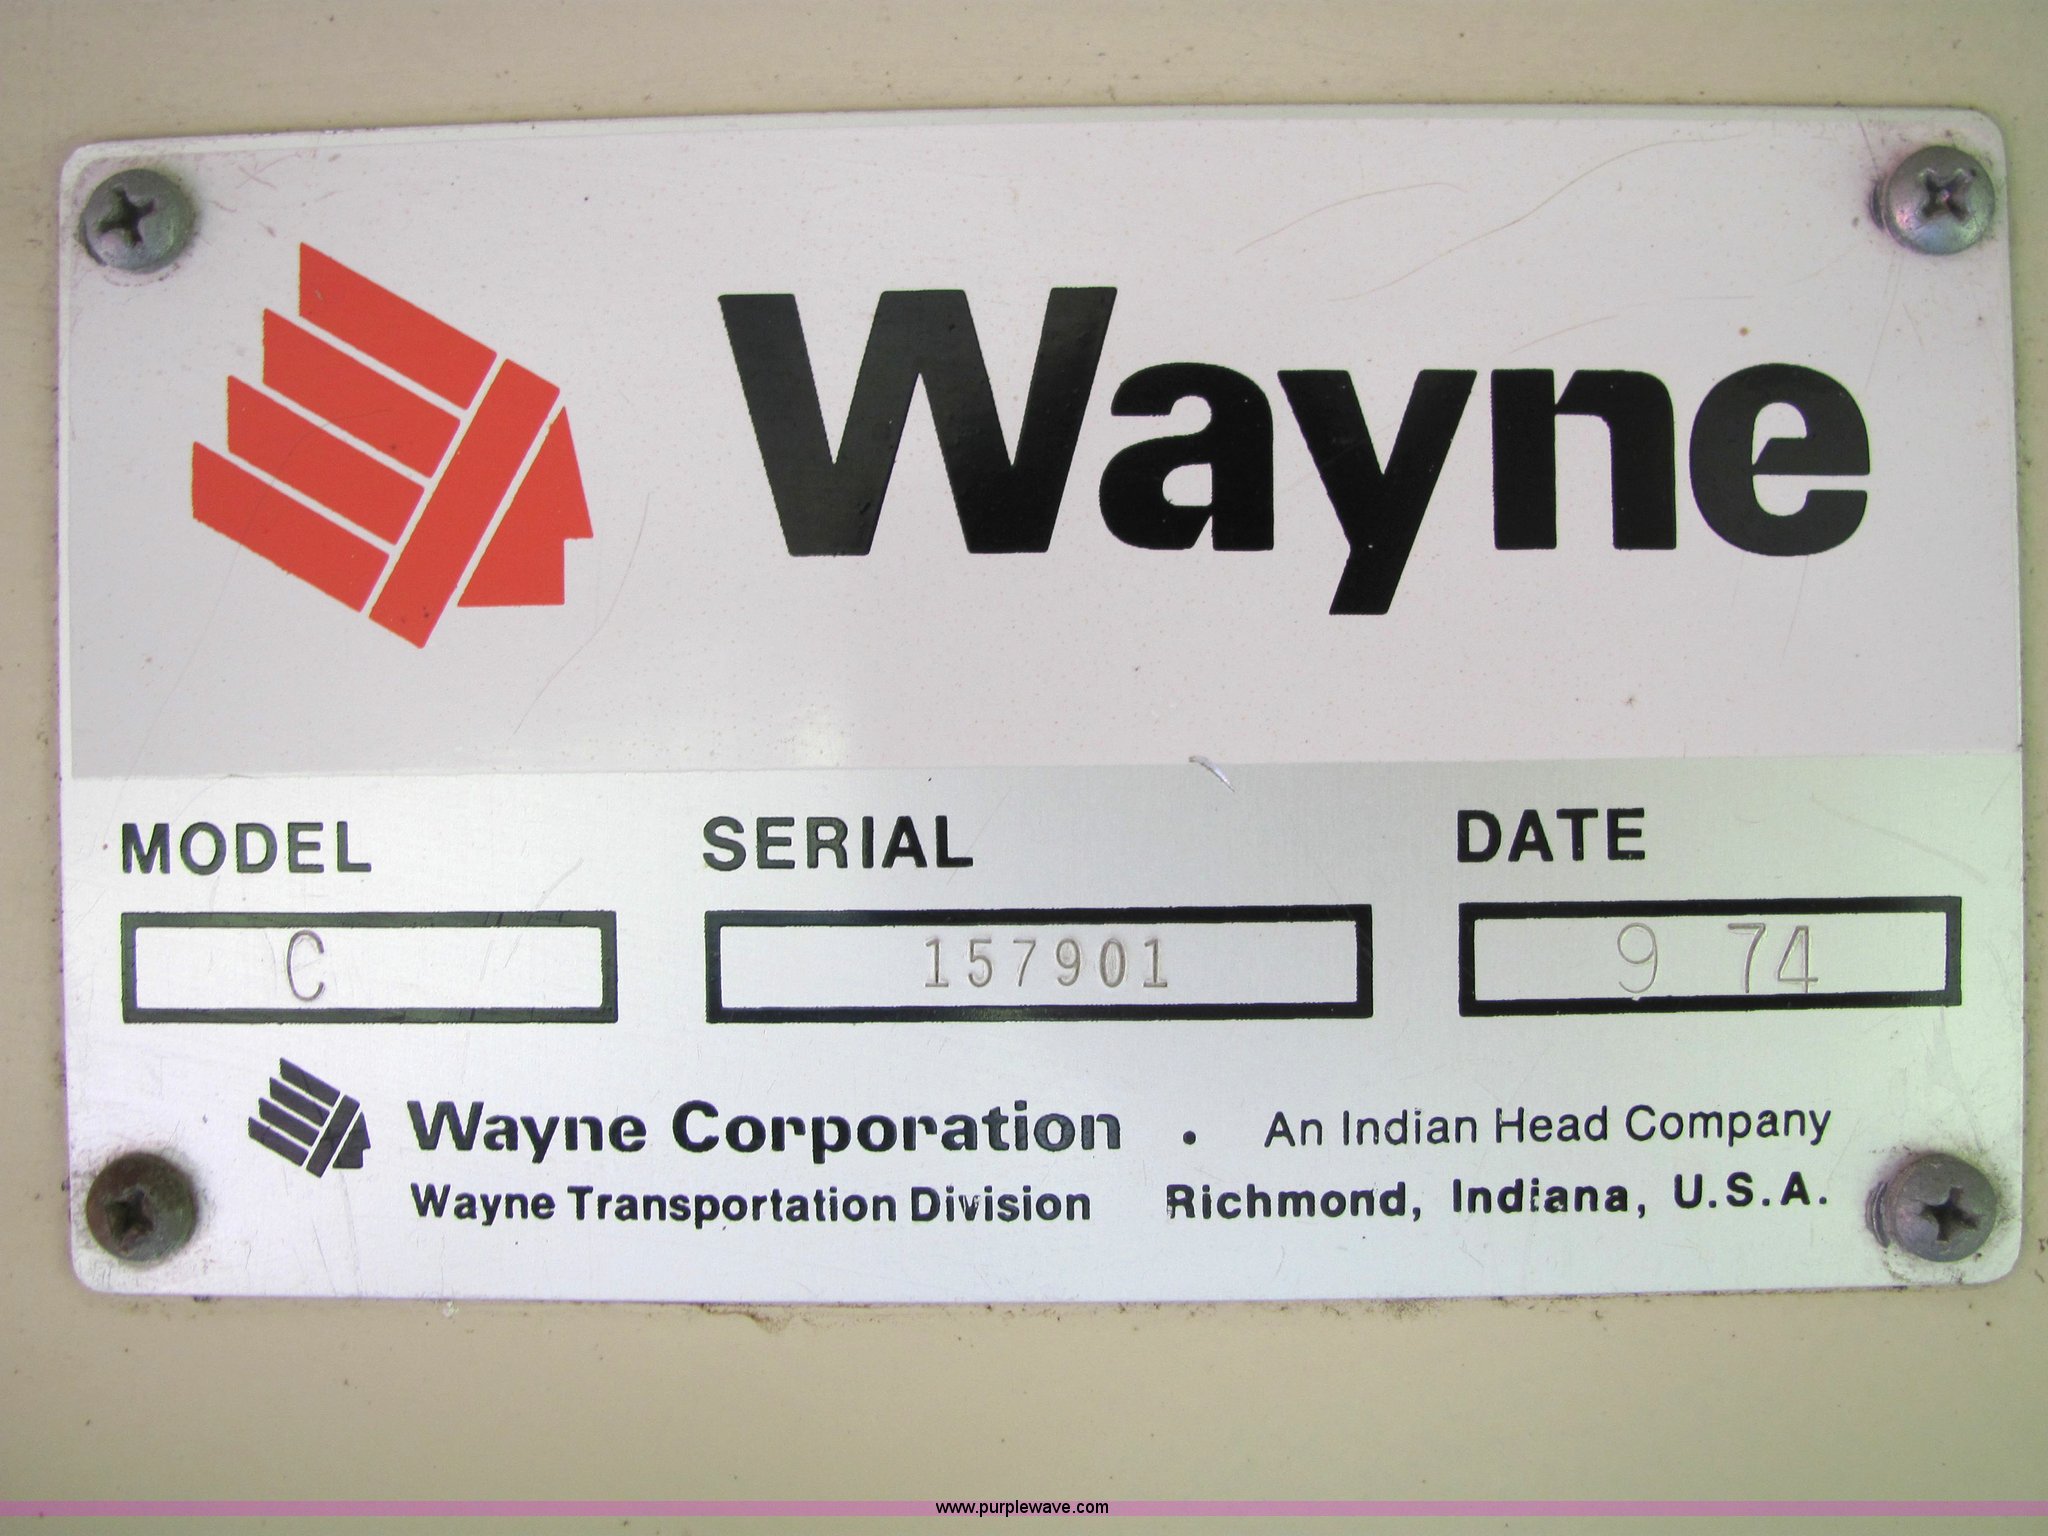 Wayne
MODEL SERIAL DATE
C 157901 9 74
Wayne Corporation . An Indian Head Company
Wayne Transportation Division Richmond, Indiana, U.S.A.
www.purplewave.com